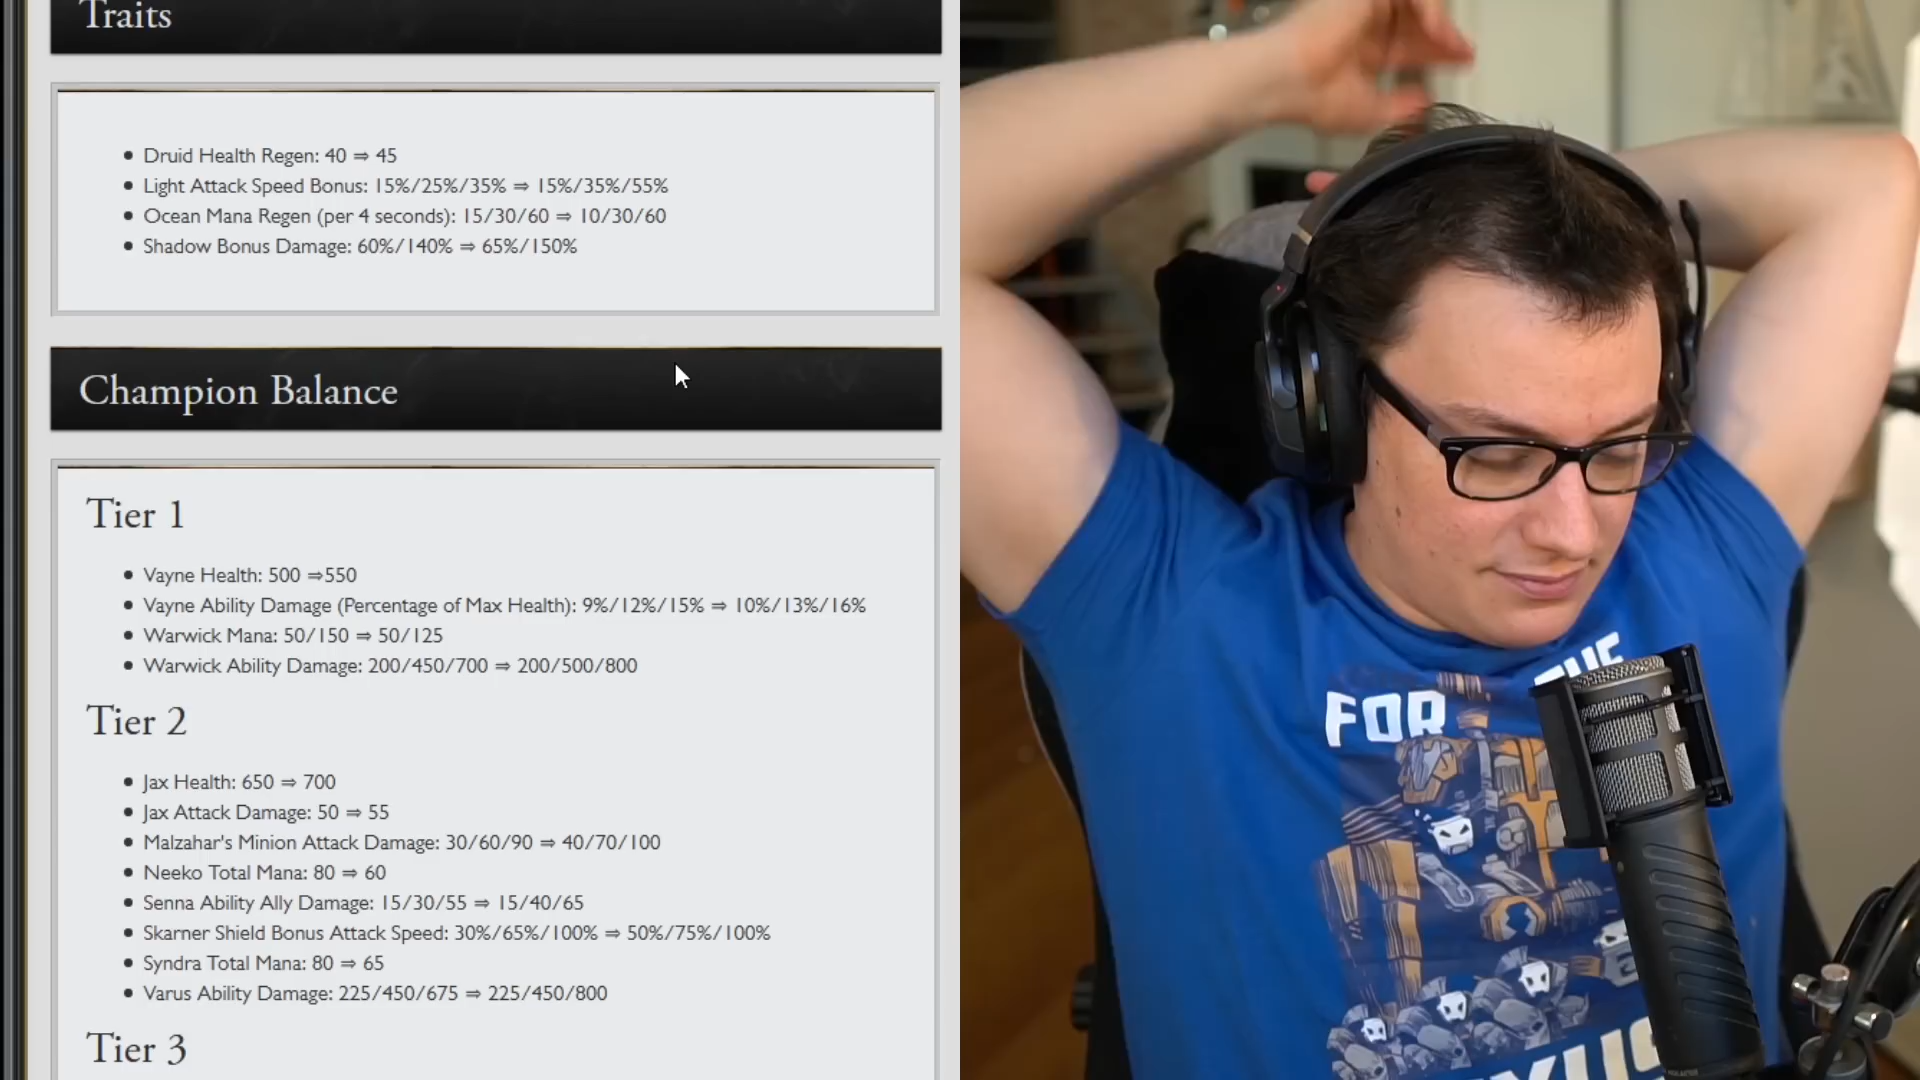 Traits
Druid Health Regen: 40 ⇒ 45
Light Attack Speed Bonus: 15%/25%/35% ⇒ 15%/35%/55%
Ocean Mana Regen (per 4 seconds): 15/30/60 ⇒ 10/30/60
Shadow Bonus Damage: 60%/140% ⇒ 65%/150%
Champion Balance
Tier 1
Vayne Health: 500 ⇒550
Vayne Ability Damage (Percentage of Max Health): 9%/12%/15% ⇒ 10%/13%/16%
Warwick Mana: 50/150 ⇒ 50/125
Warwick Ability Damage: 200/450/700 ⇒ 200/500/800
Tier 2
Jax Health: 650 ⇒ 700
Jax Attack Damage: 50 ⇒ 55
Malzahar's Minion Attack Damage: 30/60/90 ⇒ 40/70/100
Neeko Total Mana: 80 ⇒ 60
Senna Ability Ally Damage: 15/30/55 ⇒ 15/40/65
Skarner Shield Bonus Attack Speed: 30%/65%/100% ⇒ 50%/75%/100%
Syndra Total Mana: 80 ⇒ 65
Varus Ability Damage: 225/450/675 ⇒ 225/450/800
Tier 3
FOR